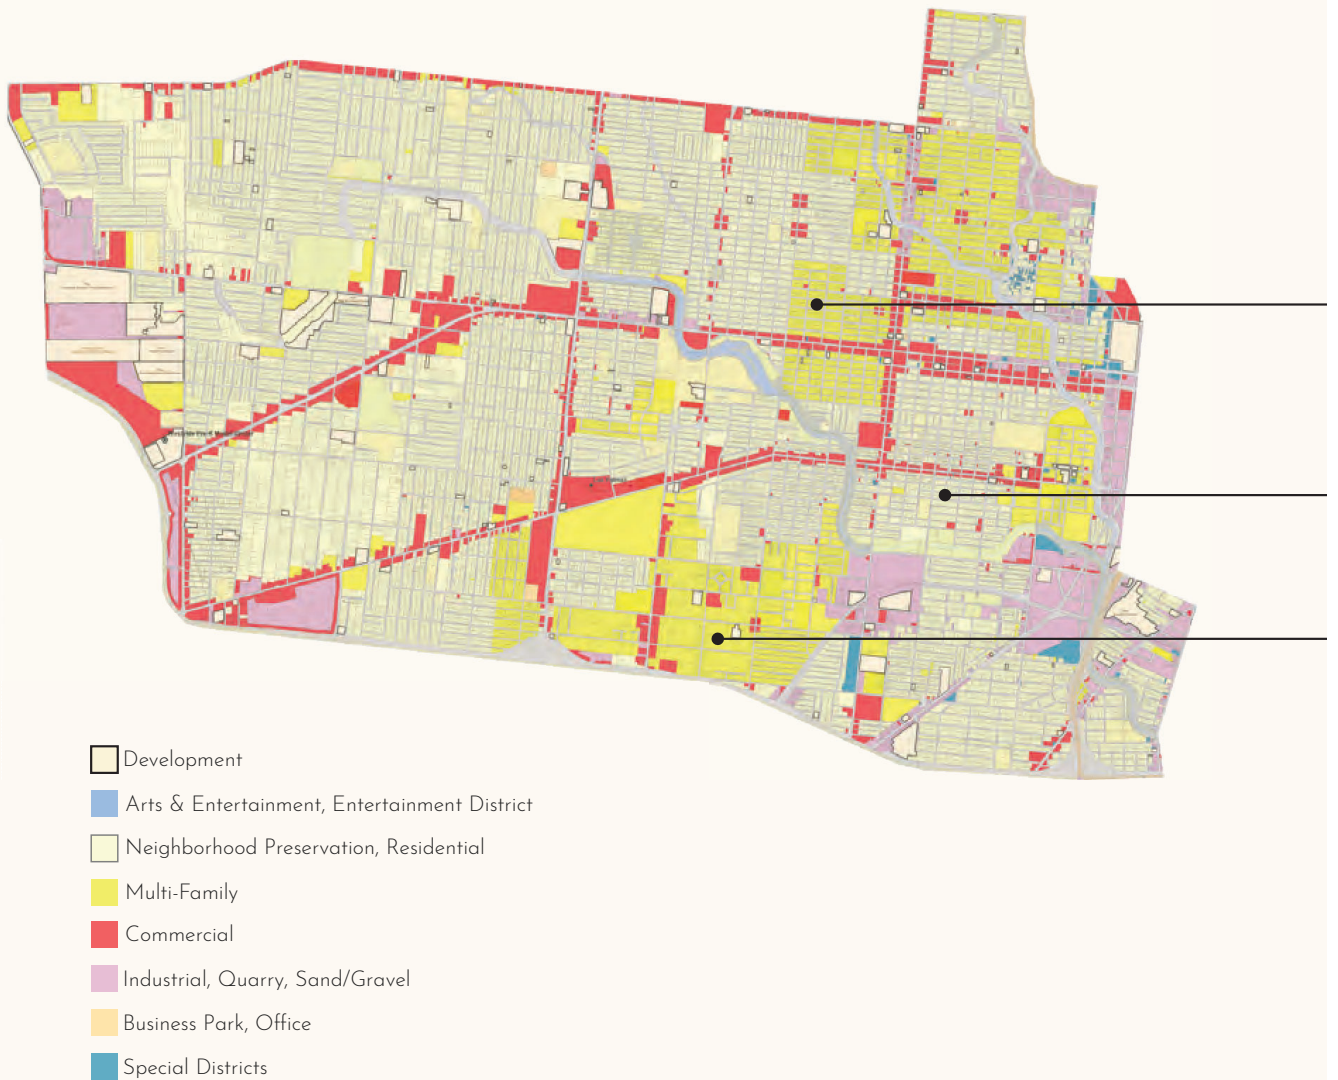 Development
Arts & Entertainment, Entertainment District
Neighborhood Preservation, Residential
Multi-Family
Commercial
Industrial, Quarry, Sand/Gravel
Business Park, Office
Special Districts